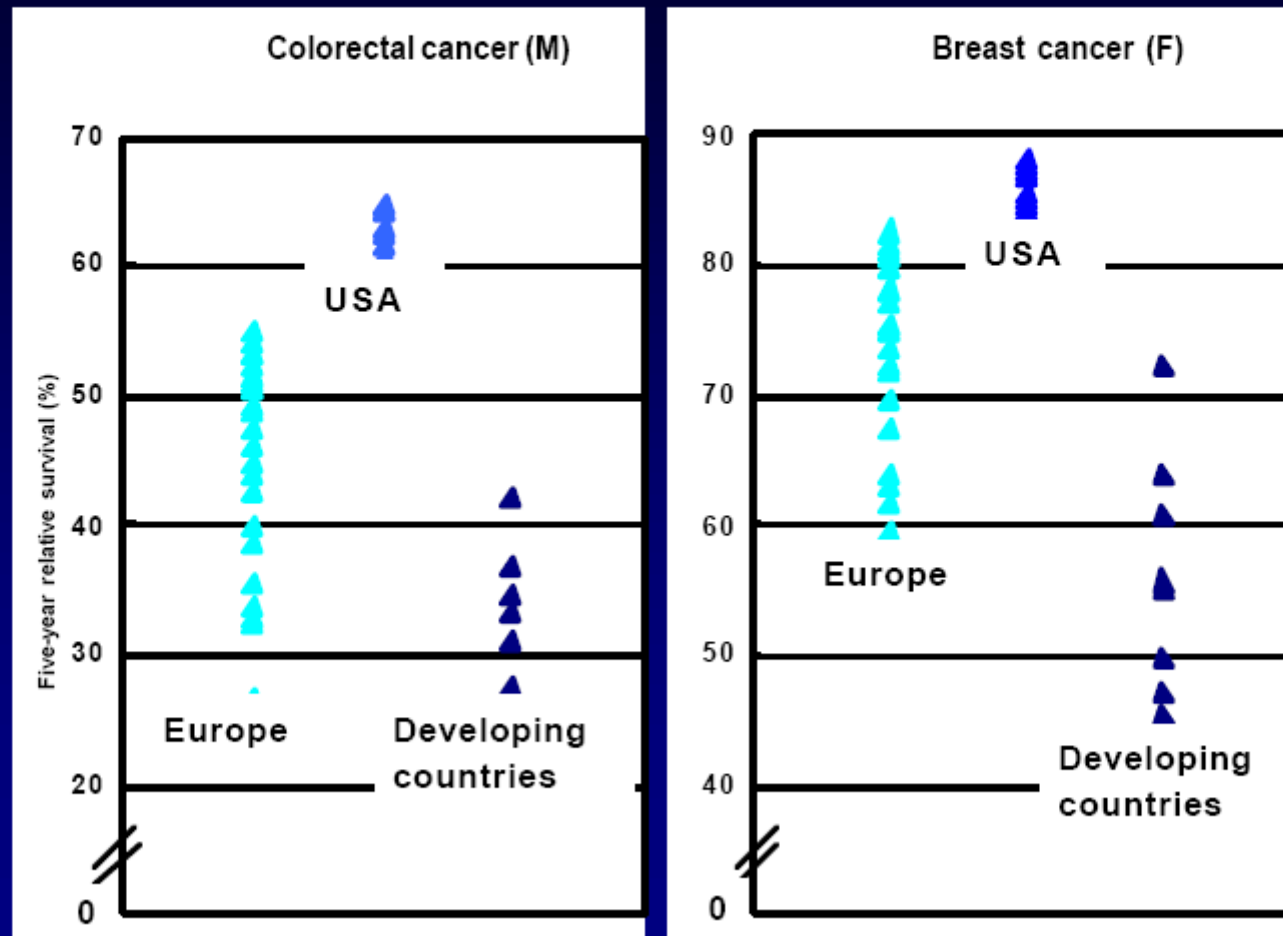 Colorectal cancer (M)
Five-year relative survival (%)
70
60
50
40
30
20
0
USA
Europe
Developing
countries
Breast cancer (F)
90
80
70
60
50
40
0
USA
Europe
Developing
countries